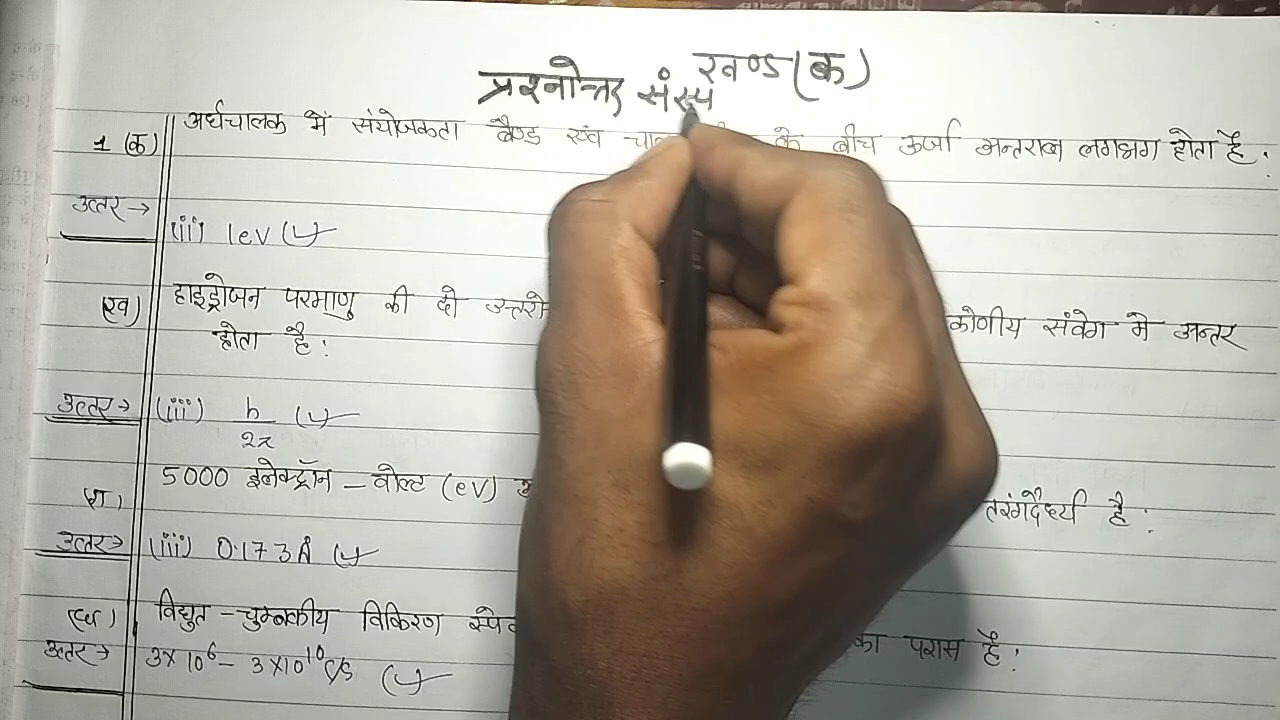 खण्ड (क)
प्रश्नोत्तर संख्य
1 (क) अर्धचालक में संयोजकता बैण्ड एंव के बीच ऊर्जा अन्तराल लगभग होता है :
उत्तर → (ii) 1eV (✓)
(ख) हाइड्रोजन परमाणु की दो कोणीय संवेग मे अन्तर
होता है :
उत्तर → (iii) h/2π (✓)
ग) 5000 इलेक्ट्रॉन – वोल्ट (eV) तरंगदैर्ध्य है :
उत्तर → (iii) 0.173Å (✓)
(घ) विद्युत – चुम्बकीय विकिरण का परास है :
उत्तर → 3×10⁶ – 3×10¹⁰ c/s (✓)